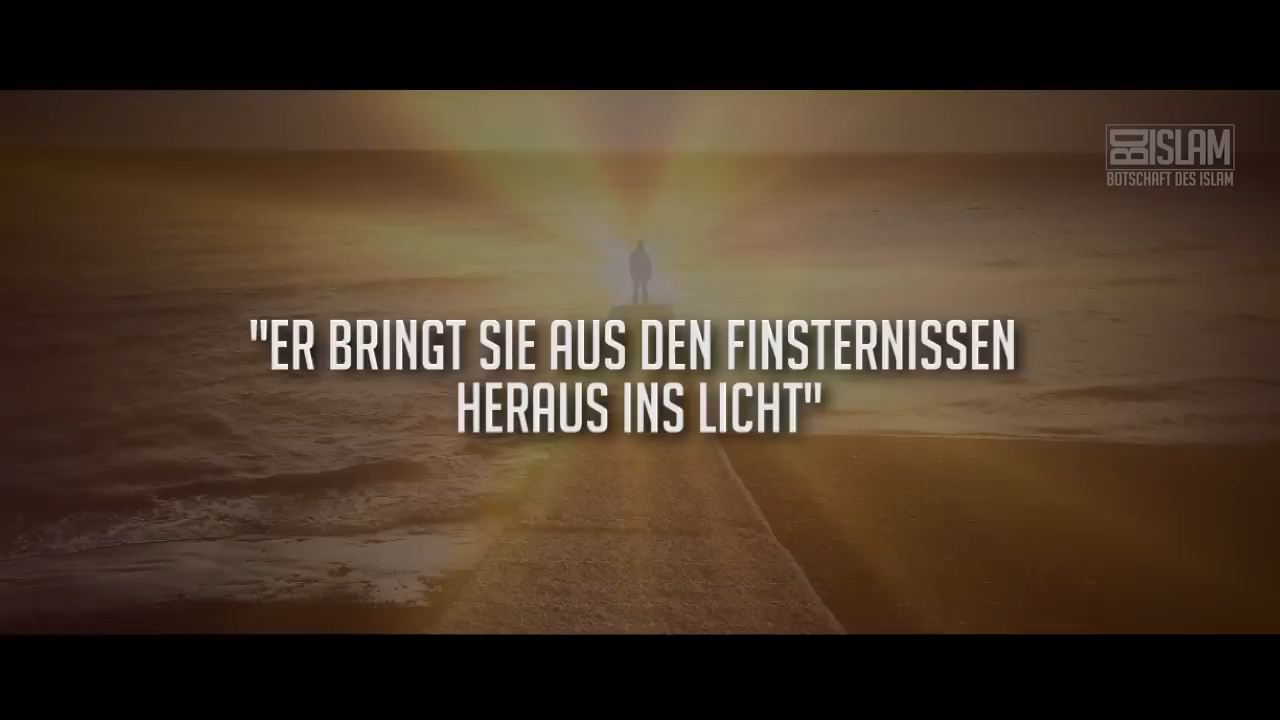 BDISLAM
BOTSCHAFT DES ISLAM
"ER BRINGT SIE AUS DEN FINSTERNISSEN
HERAUS INS LICHT"